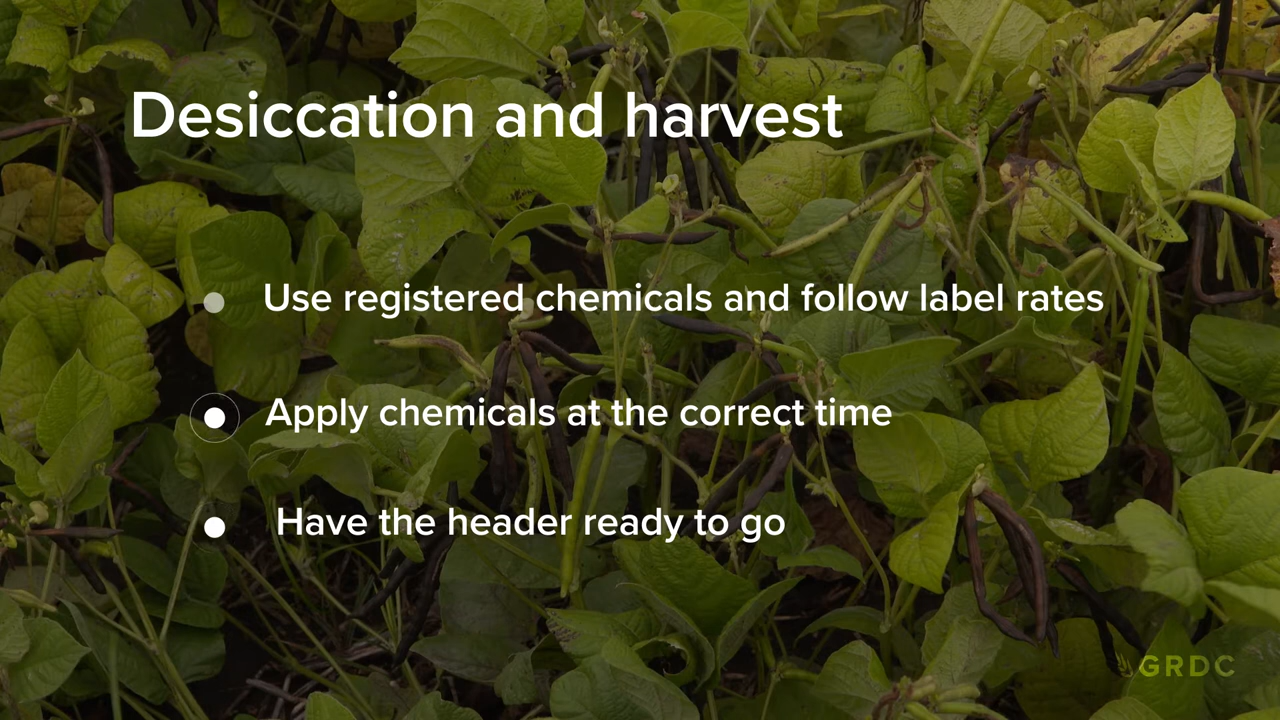 Desiccation and harvest
Use registered chemicals and follow label rates
Apply chemicals at the correct time
Have the header ready to go
GRDC